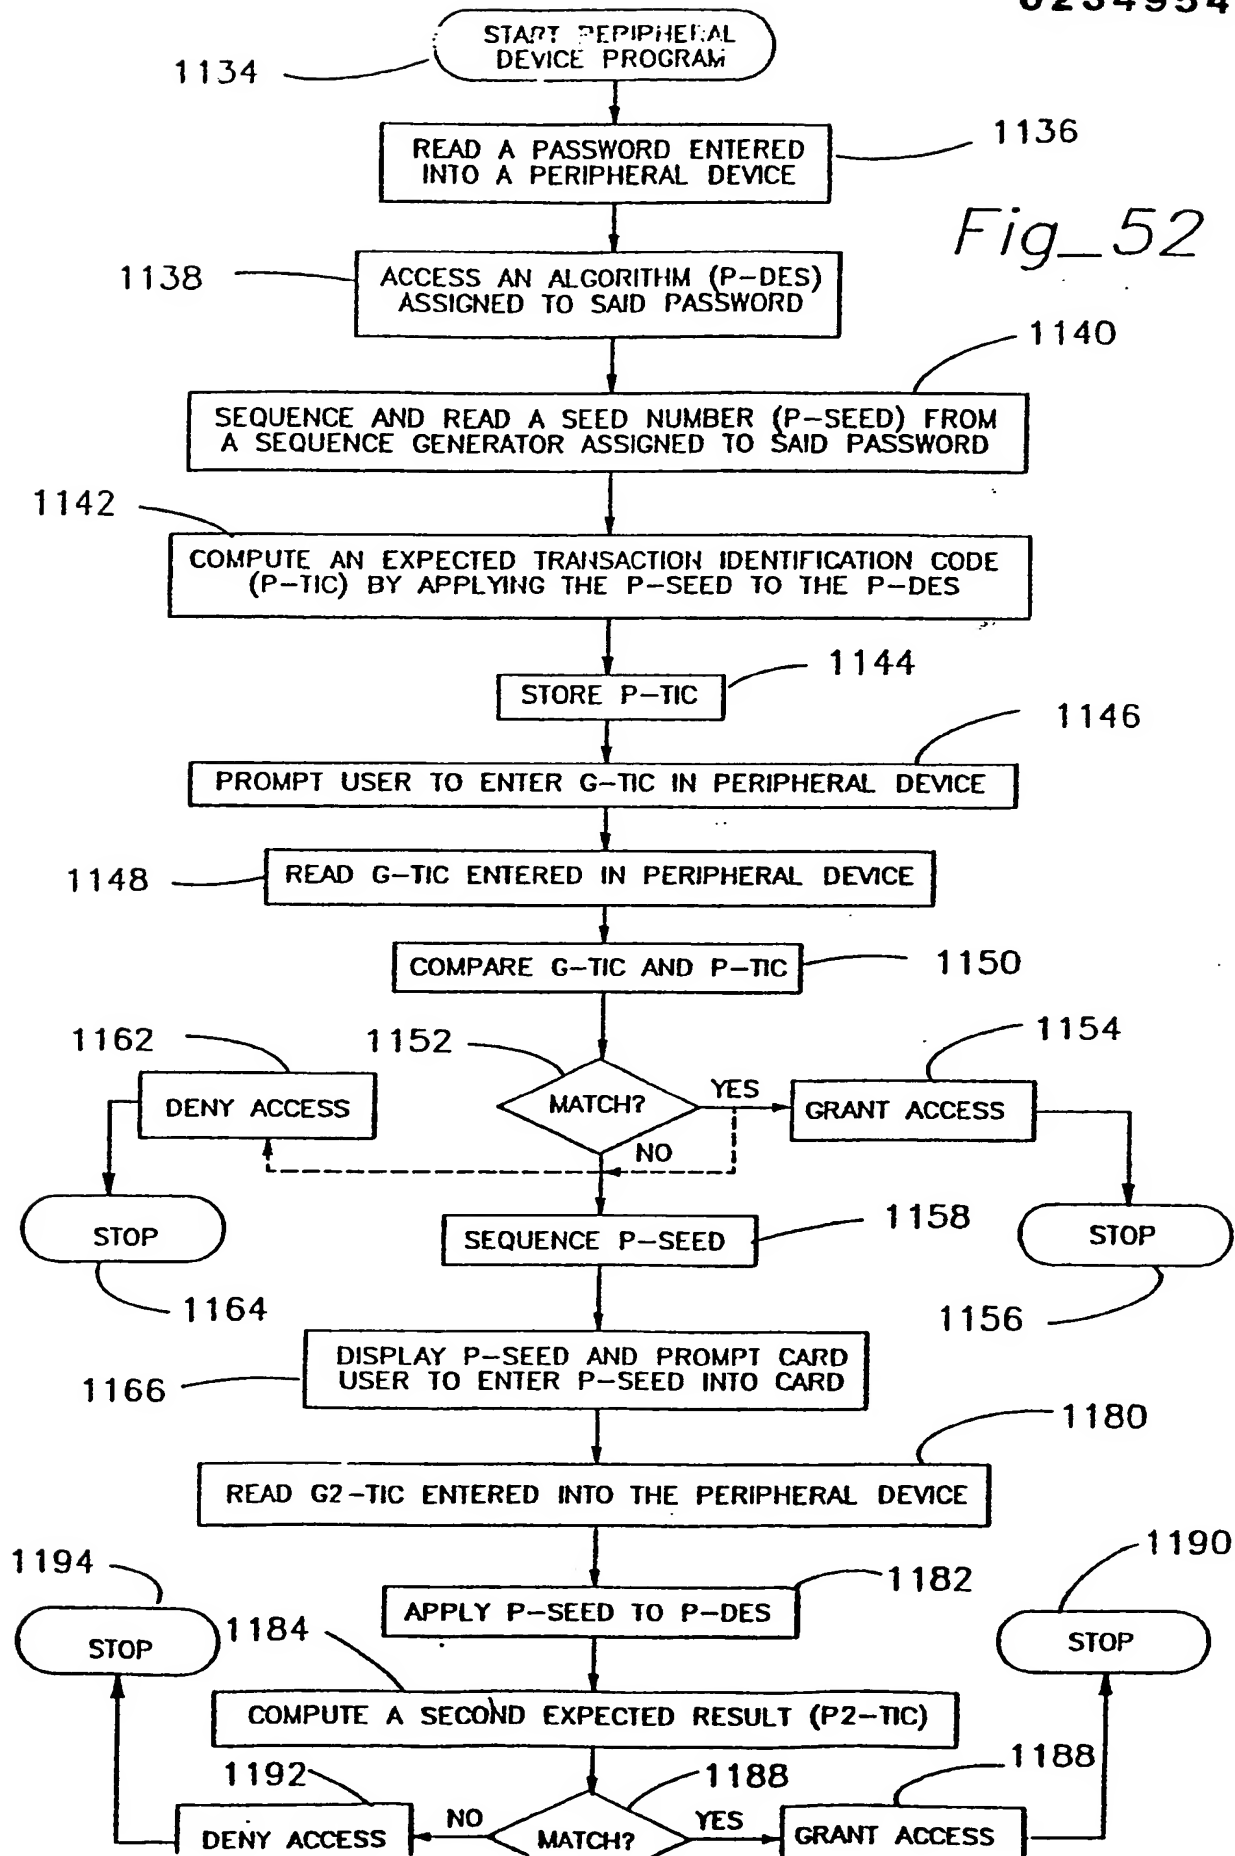 0234954
START PERIPHERAL
DEVICE PROGRAM
1134
1136
READ A PASSWORD ENTERED
INTO A PERIPHERAL DEVICE
Fig_52
1138
ACCESS AN ALGORITHM (P-DES)
ASSIGNED TO SAID PASSWORD
1140
SEQUENCE AND READ A SEED NUMBER (P-SEED) FROM
A SEQUENCE GENERATOR ASSIGNED TO SAID PASSWORD
1142
COMPUTE AN EXPECTED TRANSACTION IDENTIFICATION CODE
(P-TIC) BY APPLYING THE P-SEED TO THE P-DES
1144
STORE P-TIC
1146
PROMPT USER TO ENTER G-TIC IN PERIPHERAL DEVICE
1148
READ G-TIC ENTERED IN PERIPHERAL DEVICE
COMPARE G-TIC AND P-TIC
1150
1162
1152
1154
DENY ACCESS
MATCH?
YES
GRANT ACCESS
NO
STOP
SEQUENCE P-SEED
1158
STOP
1164
1156
DISPLAY P-SEED AND PROMPT CARD
USER TO ENTER P-SEED INTO CARD
1166
1180
READ G2-TIC ENTERED INTO THE PERIPHERAL DEVICE
1194
1190
1182
APPLY P-SEED TO P-DES
STOP
1184
STOP
COMPUTE A SECOND EXPECTED RESULT (P2-TIC)
1192
1188
1188
DENY ACCESS
NO
MATCH?
YES
GRANT ACCESS